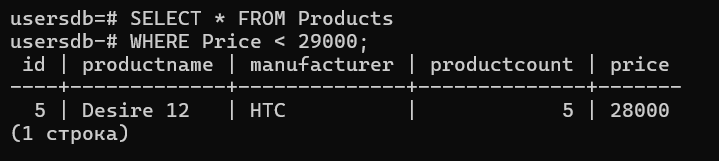 usersdb=# SELECT * FROM Products
usersdb-# WHERE Price < 29000;
 id | productname | manufacturer | productcount | price
----+-------------+--------------+--------------+-------
  5 | Desire 12   | HTC          |            5 | 28000
(1 строка)